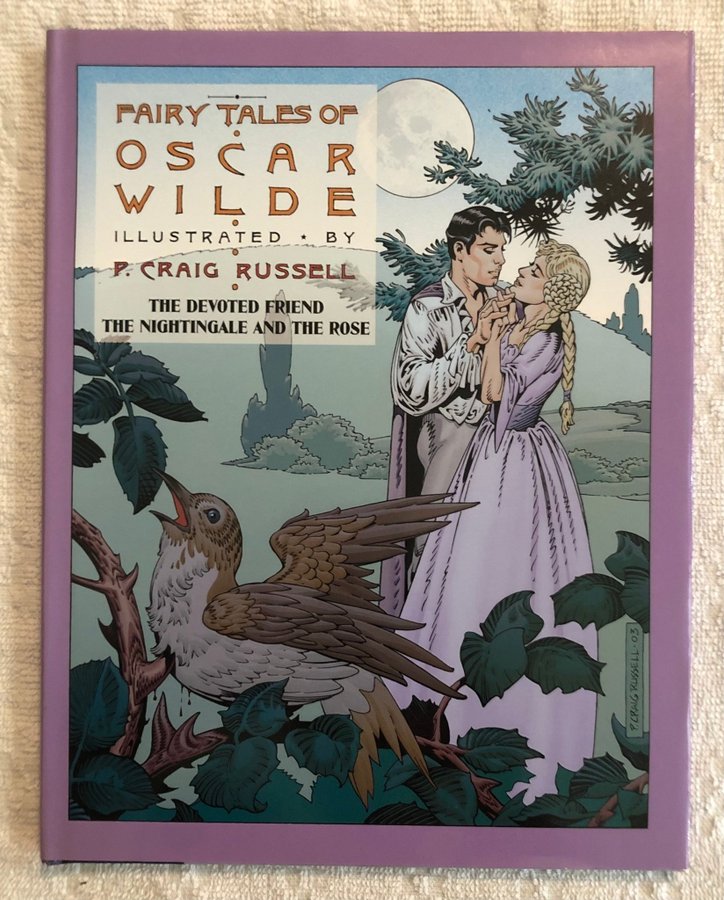 FAIRY TALES OF
OSCAR
WILDE
ILLUSTRATED • BY
P. CRAIG RUSSELL
THE DEVOTED FRIEND
THE NIGHTINGALE AND THE ROSE
P. CRAIG RUSSELL • 03